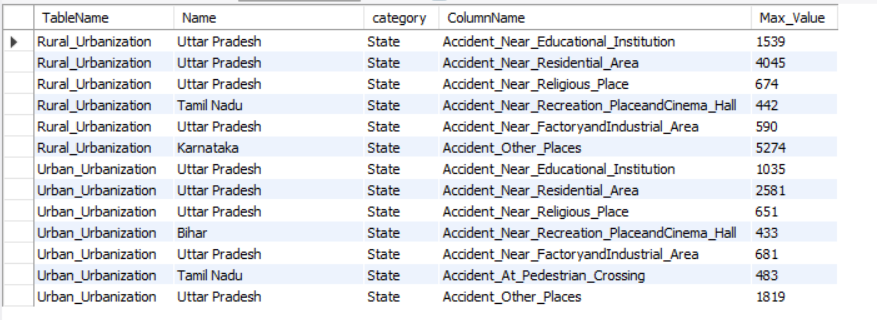 TableName Name category ColumnName Max_Value
Rural_Urbanization Uttar Pradesh State Accident_Near_Educational_Institution 1539
Rural_Urbanization Uttar Pradesh State Accident_Near_Residential_Area 4045
Rural_Urbanization Uttar Pradesh State Accident_Near_Religious_Place 674
Rural_Urbanization Tamil Nadu State Accident_Near_Recreation_PlaceandCinema_Hall 442
Rural_Urbanization Uttar Pradesh State Accident_Near_FactoryandIndustrial_Area 590
Rural_Urbanization Karnataka State Accident_Other_Places 5274
Urban_Urbanization Uttar Pradesh State Accident_Near_Educational_Institution 1035
Urban_Urbanization Uttar Pradesh State Accident_Near_Residential_Area 2581
Urban_Urbanization Uttar Pradesh State Accident_Near_Religious_Place 651
Urban_Urbanization Bihar State Accident_Near_Recreation_PlaceandCinema_Hall 433
Urban_Urbanization Uttar Pradesh State Accident_Near_FactoryandIndustrial_Area 681
Urban_Urbanization Tamil Nadu State Accident_At_Pedestrian_Crossing 483
Urban_Urbanization Uttar Pradesh State Accident_Other_Places 1819